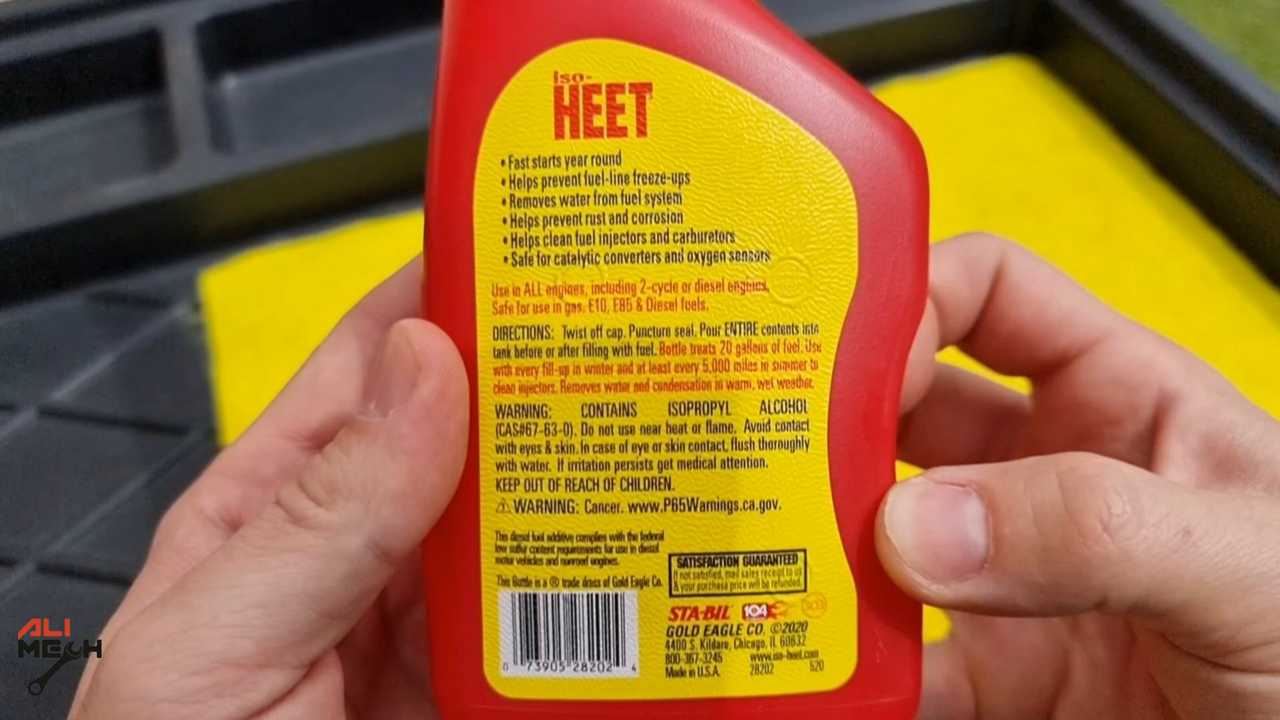 iso-
HEET
• Fast starts year round
• Helps prevent fuel-line freeze-ups
• Removes water from fuel system
• Helps prevent rust and corrosion
• Helps clean fuel injectors and carburetors
• Safe for catalytic converters and oxygen sensors
Use in ALL engines, including 2-cycle or diesel engines.
Safe for use in gas, E10, E85 & Diesel fuels.
DIRECTIONS: Twist off cap. Puncture seal. Pour ENTIRE contents into
tank before or after filling with fuel. Bottle treats 20 gallons of fuel. Use
with every fill-up in winter and at least every 5,000 miles in summer to
clean injectors. Removes water and condensation in warm, wet weather.
WARNING: CONTAINS ISOPROPYL ALCOHOL
(CAS#67-63-0). Do not use near heat or flame. Avoid contact
with eyes & skin. In case of eye or skin contact, flush thoroughly
with water. If irritation persists get medical attention.
KEEP OUT OF REACH OF CHILDREN.
⚠ WARNING: Cancer. www.P65Warnings.ca.gov.
This diesel fuel additive complies with the federal
low sulfur content requirements for use in diesel
motor vehicles and nonroad engines.
This Bottle is a ® trade dress of Gold Eagle Co.
SATISFACTION GUARANTEED
If not satisfied, mail sales receipt to us
& your purchase price will be refunded.
0 73905 28202 4
STA-BIL 104
GOLD EAGLE CO. ©2020
4400 S. Kildare, Chicago, IL 60632
800-367-3245 www.iso-heet.com
Made in U.S.A. 28202 520
ALI
MECH